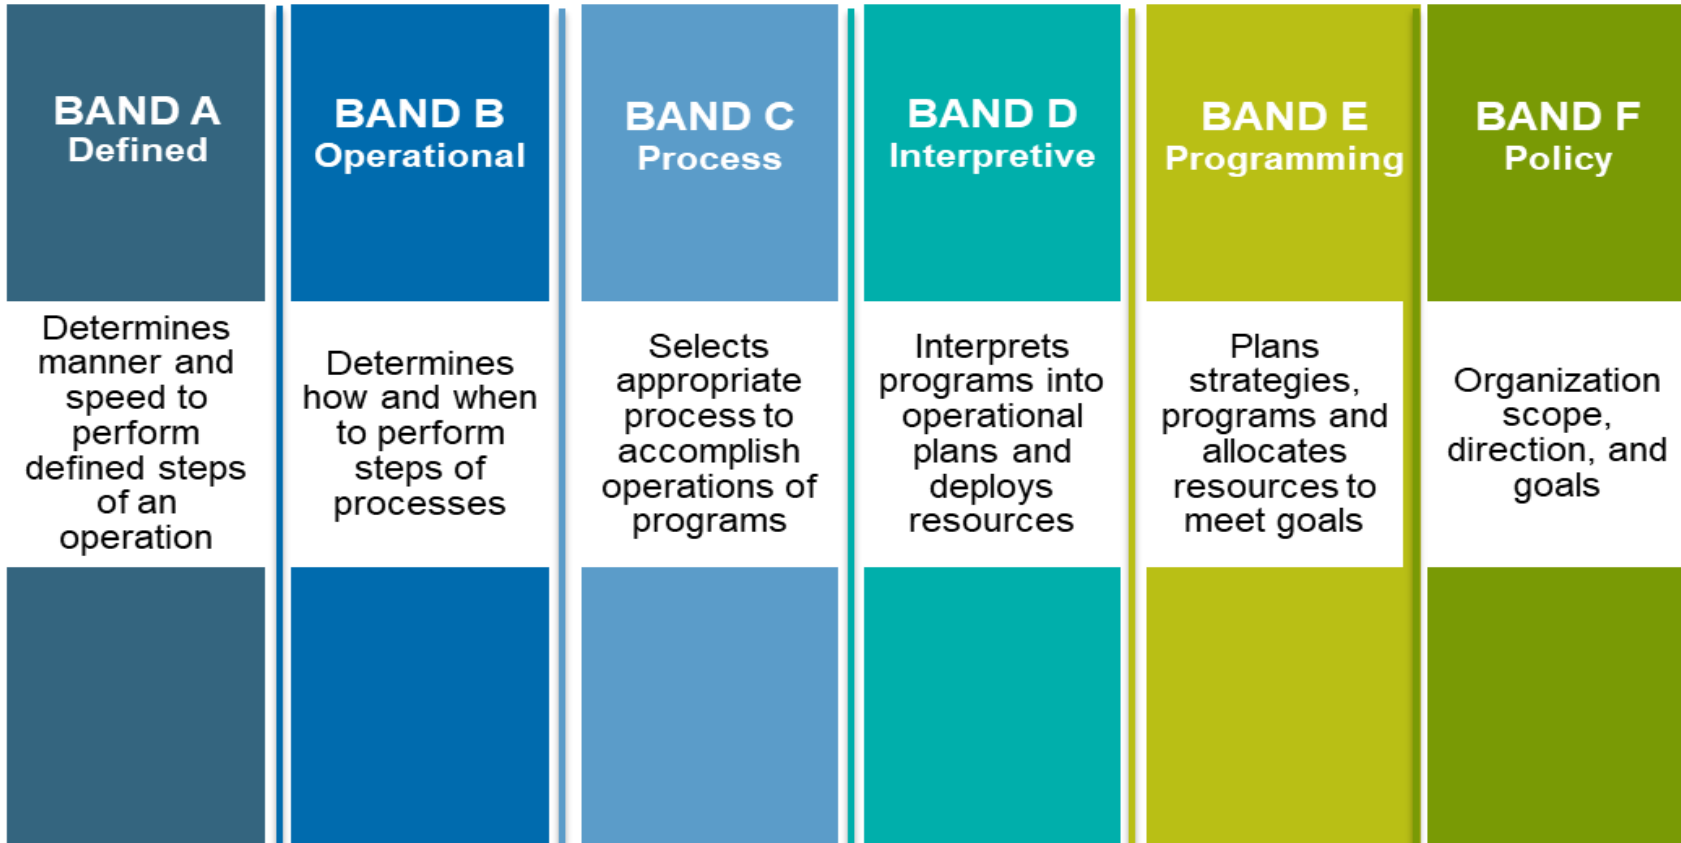 BAND A
Defined
Determines
manner and
speed to
perform
defined steps
of an
operation
BAND B
Operational
Determines
how and when
to perform
steps of
processes
BAND C
Process
Selects
appropriate
process to
accomplish
operations of
programs
BAND D
Interpretive
Interprets
programs into
operational
plans and
deploys
resources
BAND E
Programming
Plans
strategies,
programs and
allocates
resources to
meet goals
BAND F
Policy
Organization
scope,
direction, and
goals